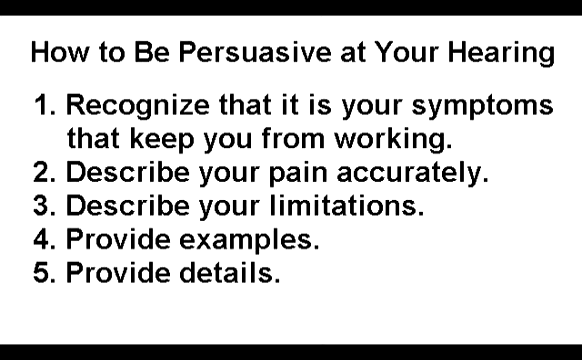 How to Be Persuasive at Your Hearing
1. Recognize that it is your symptoms
that keep you from working.
2. Describe your pain accurately.
3. Describe your limitations.
4. Provide examples.
5. Provide details.